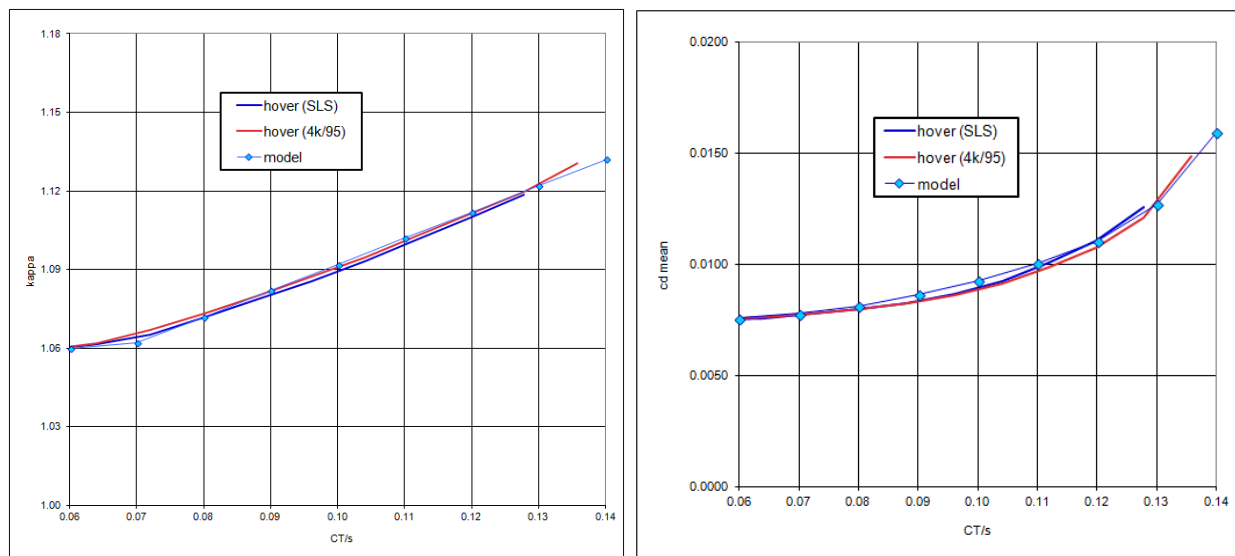 1.18
1.15
1.12
1.09
1.06
1.03
1.00
kappa
hover (SLS)
hover (4k/95)
model
0.06 0.07 0.08 0.09 0.10 0.11 0.12 0.13 0.14
CT/s
0.0200
0.0150
0.0100
0.0050
0.0000
cd mean
hover (SLS)
hover (4k/95)
model
0.06 0.07 0.08 0.09 0.10 0.11 0.12 0.13 0.14
CT/s